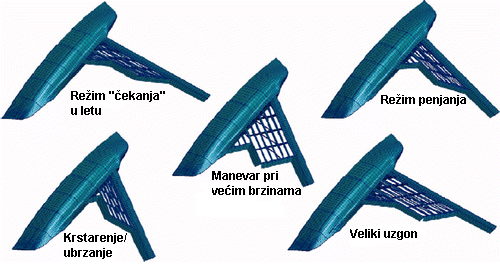 Režim "čekanja"
u letu
Režim penjanja
Manevar pri
većim brzinama
Krstarenje/
ubrzanje
Veliki uzgon